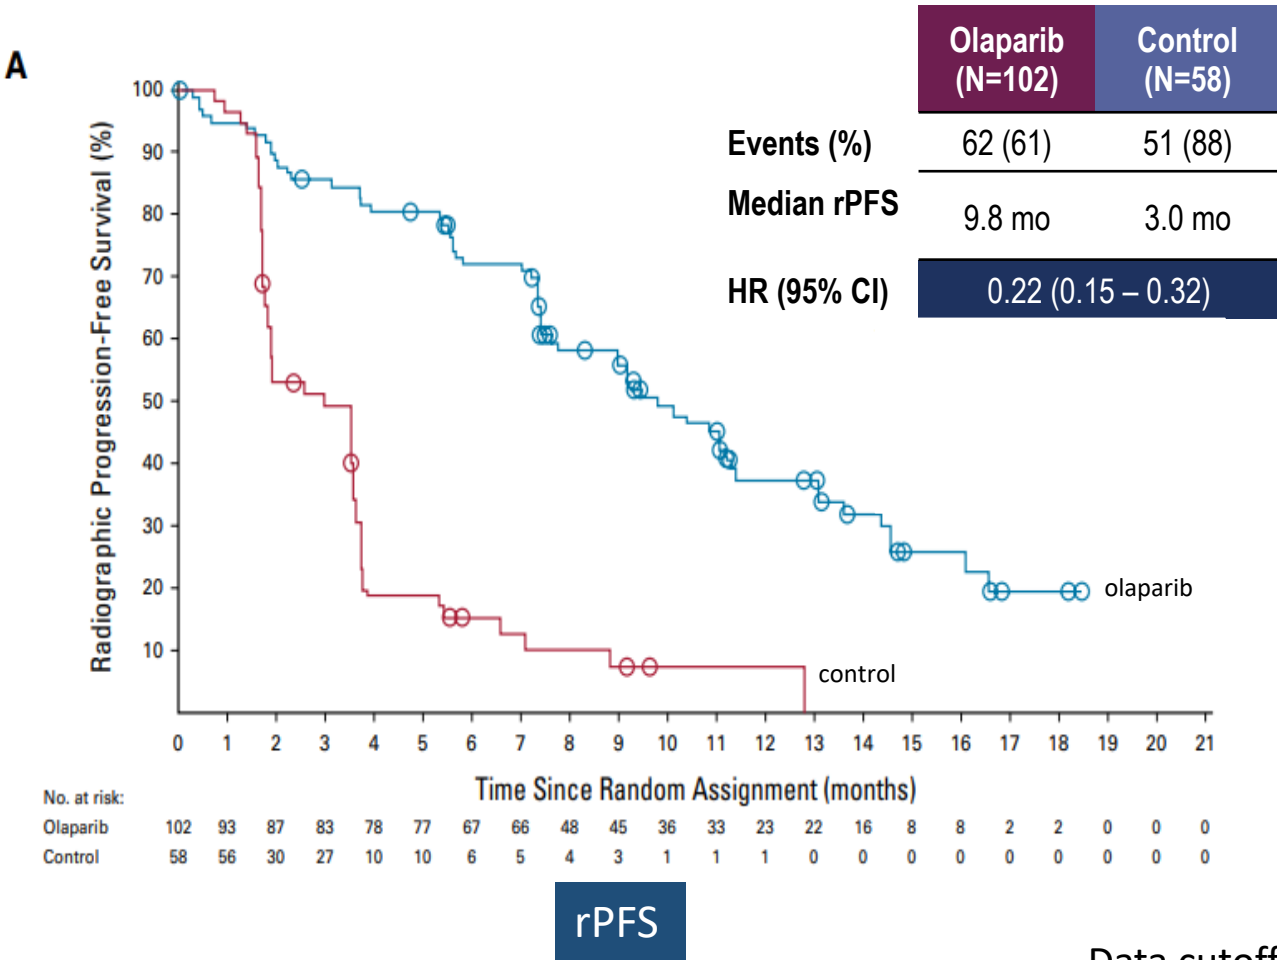 Olaparib
(N=102)
Control
(N=58)
Events (%) 62 (61) 51 (88)
Median rPFS 9.8 mo 3.0 mo
HR (95% CI) 0.22 (0.15 – 0.32)
A
Radiographic Progression-Free Survival (%)
100
90
80
70
60
50
40
30
20
10
olaparib
control
0 1 2 3 4 5 6 7 8 9 10 11 12 13 14 15 16 17 18 19 20 21
Time Since Random Assignment (months)
No. at risk:
Olaparib 102 93 87 83 78 77 67 66 48 45 36 33 23 22 16 8 8 2 2 0 0 0
Control 58 56 30 27 10 10 6 5 4 3 1 1 1 0 0 0 0 0 0 0 0 0
rPFS
Data cutoff